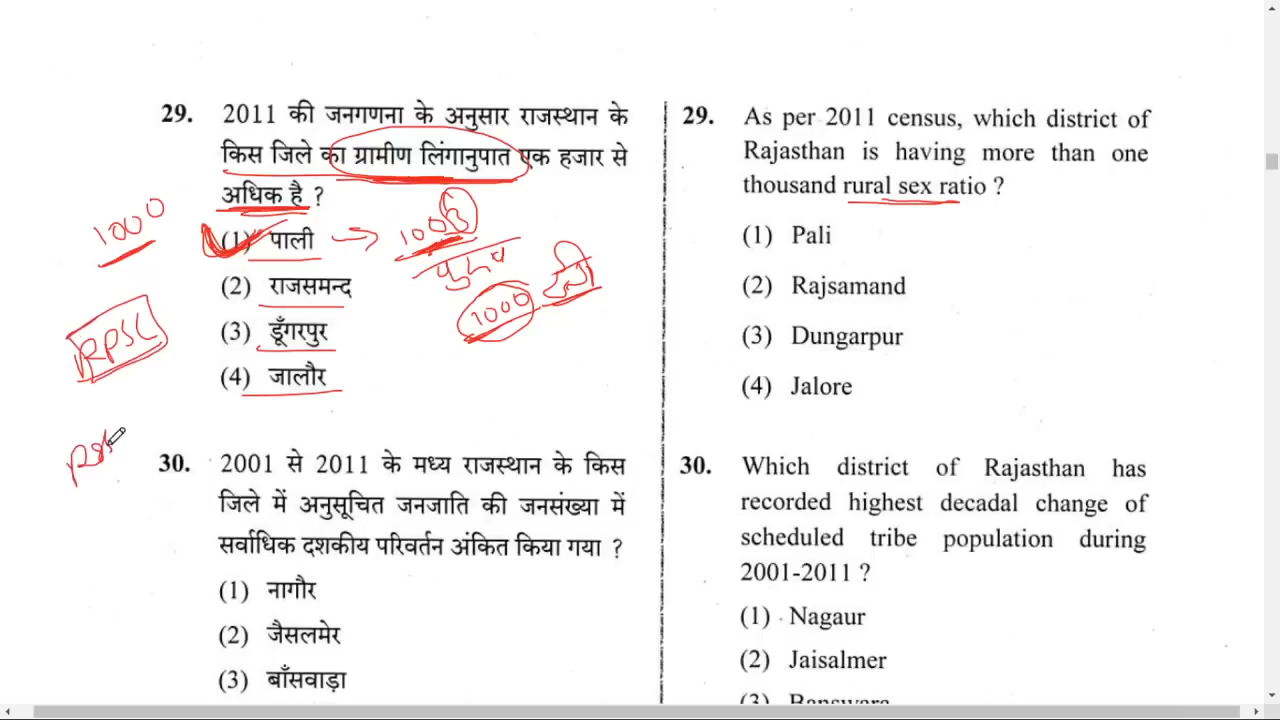 29. 2011 की जनगणना के अनुसार राजस्थान के
किस जिले का ग्रामीण लिंगानुपात एक हजार से
अधिक है ?
1000
(1) पाली → 1003
पुरुष
(2) राजसमन्द
1000 स्त्री
RPSC
(3) डूँगरपुर
(4) जालौर
30. 2001 से 2011 के मध्य राजस्थान के किस
जिले में अनुसूचित जनजाति की जनसंख्या में
सर्वाधिक दशकीय परिवर्तन अंकित किया गया ?
(1) नागौर
(2) जैसलमेर
(3) बाँसवाड़ा
29. As per 2011 census, which district of
Rajasthan is having more than one
thousand rural sex ratio ?
(1) Pali
(2) Rajsamand
(3) Dungarpur
(4) Jalore
30. Which district of Rajasthan has
recorded highest decadal change of
scheduled tribe population during
2001-2011 ?
(1) Nagaur
(2) Jaisalmer
(3) Banswara